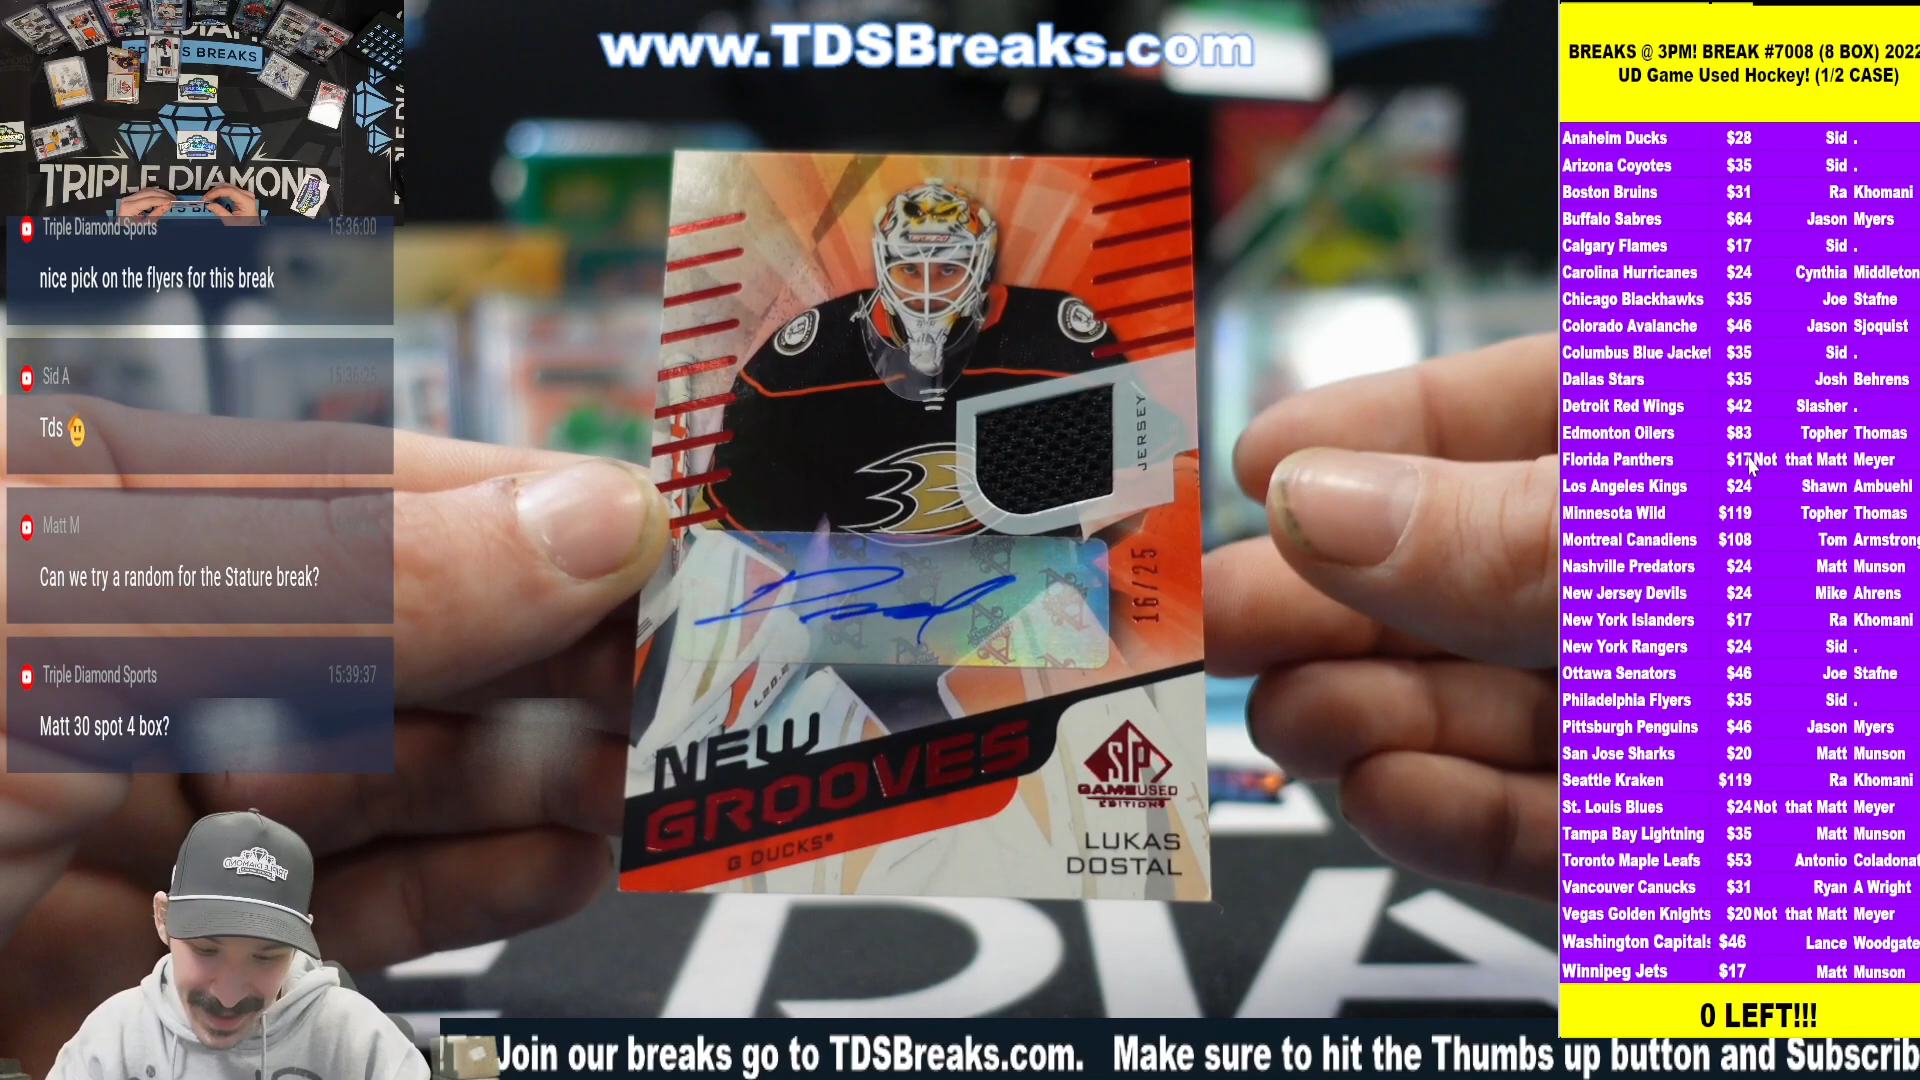 www.TDSBreaks.com
S BREAKS
TRIPLE DIAMOND
Triple Diamond Sports 15:36:00
nice pick on the flyers for this break
Sid A 15:36:25
Tds
Matt M
Can we try a random for the Stature break?
Triple Diamond Sports 15:39:37
Matt 30 spot 4 box?
JERSEY
16/25
NEW
GROOVES
G DUCKS®
SP
GAME USED
EDITION
LUKAS
DOSTAL
BREAKS @ 3PM! BREAK #7008 (8 BOX) 2022
UD Game Used Hockey! (1/2 CASE)
Anaheim Ducks $28 Sid .
Arizona Coyotes $35 Sid .
Boston Bruins $31 Ra Khomani
Buffalo Sabres $64 Jason Myers
Calgary Flames $17 Sid .
Carolina Hurricanes $24 Cynthia Middleton
Chicago Blackhawks $35 Joe Stafne
Colorado Avalanche $46 Jason Sjoquist
Columbus Blue Jacket $35 Sid .
Dallas Stars $35 Josh Behrens
Detroit Red Wings $42 Slasher .
Edmonton Oilers $83 Topher Thomas
Florida Panthers $17 Not that Matt Meyer
Los Angeles Kings $24 Shawn Ambuehl
Minnesota Wild $119 Topher Thomas
Montreal Canadiens $108 Tom Armstrong
Nashville Predators $24 Matt Munson
New Jersey Devils $24 Mike Ahrens
New York Islanders $17 Ra Khomani
New York Rangers $24 Sid .
Ottawa Senators $46 Joe Stafne
Philadelphia Flyers $35 Sid .
Pittsburgh Penguins $46 Jason Myers
San Jose Sharks $20 Matt Munson
Seattle Kraken $119 Ra Khomani
St. Louis Blues $24 Not that Matt Meyer
Tampa Bay Lightning $35 Matt Munson
Toronto Maple Leafs $53 Antonio Coladonat
Vancouver Canucks $31 Ryan A Wright
Vegas Golden Knights $20 Not that Matt Meyer
Washington Capitals $46 Lance Woodgate
Winnipeg Jets $17 Matt Munson
0 LEFT!!!
Join our breaks go to TDSBreaks.com. Make sure to hit the Thumbs up button and Subscrib